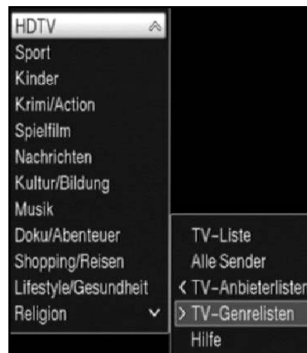 HDTV
Sport
Kinder
Krimi/Action
Spielfilm
Nachrichten
Kultur/Bildung
Musik
Doku/Abenteuer
Shopping/Reisen
Lifestyle/Gesundheit
Religion
TV-Liste
Alle Sender
TV-Anbieterlisten
TV-Genrelisten
Hilfe